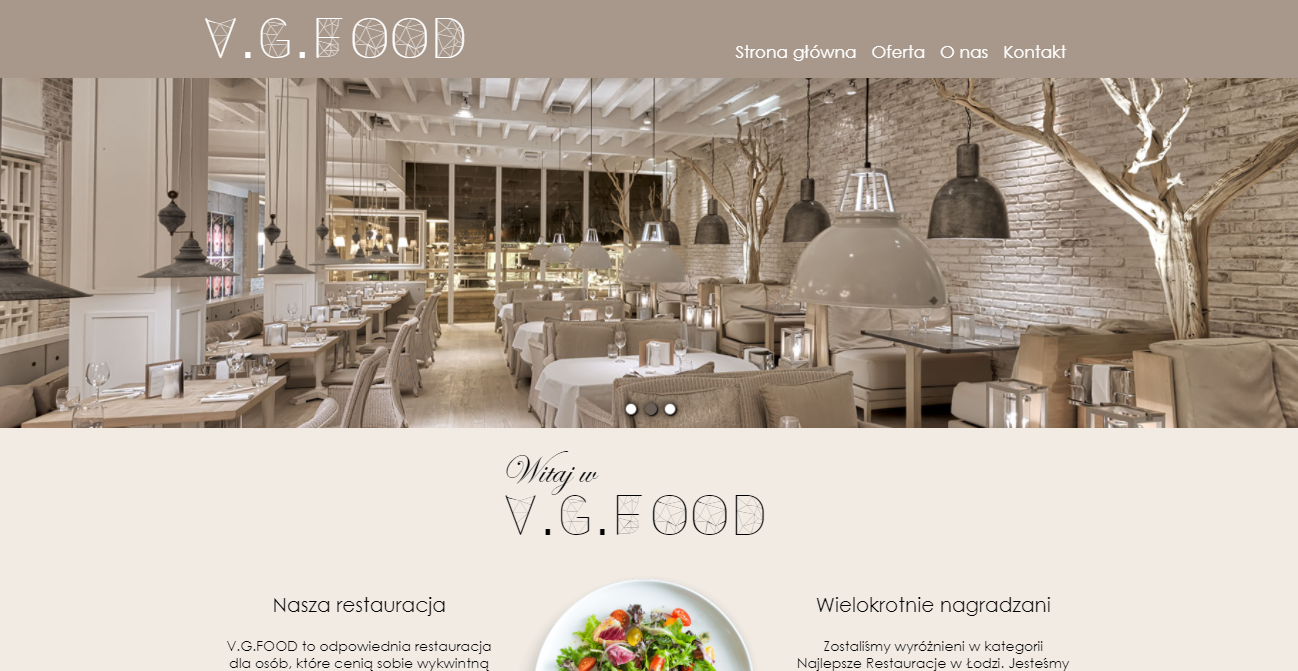 V.G.FOOD
Strona główna Oferta O nas Kontakt
Witaj w
V.G.FOOD
Nasza restauracja
V.G.FOOD to odpowiednia restauracja
dla osób, które cenią sobie wykwintną
Wielokrotnie nagradzani
Zostaliśmy wyróżnieni w kategorii
Najlepsze Restauracje w Łodzi. Jesteśmy